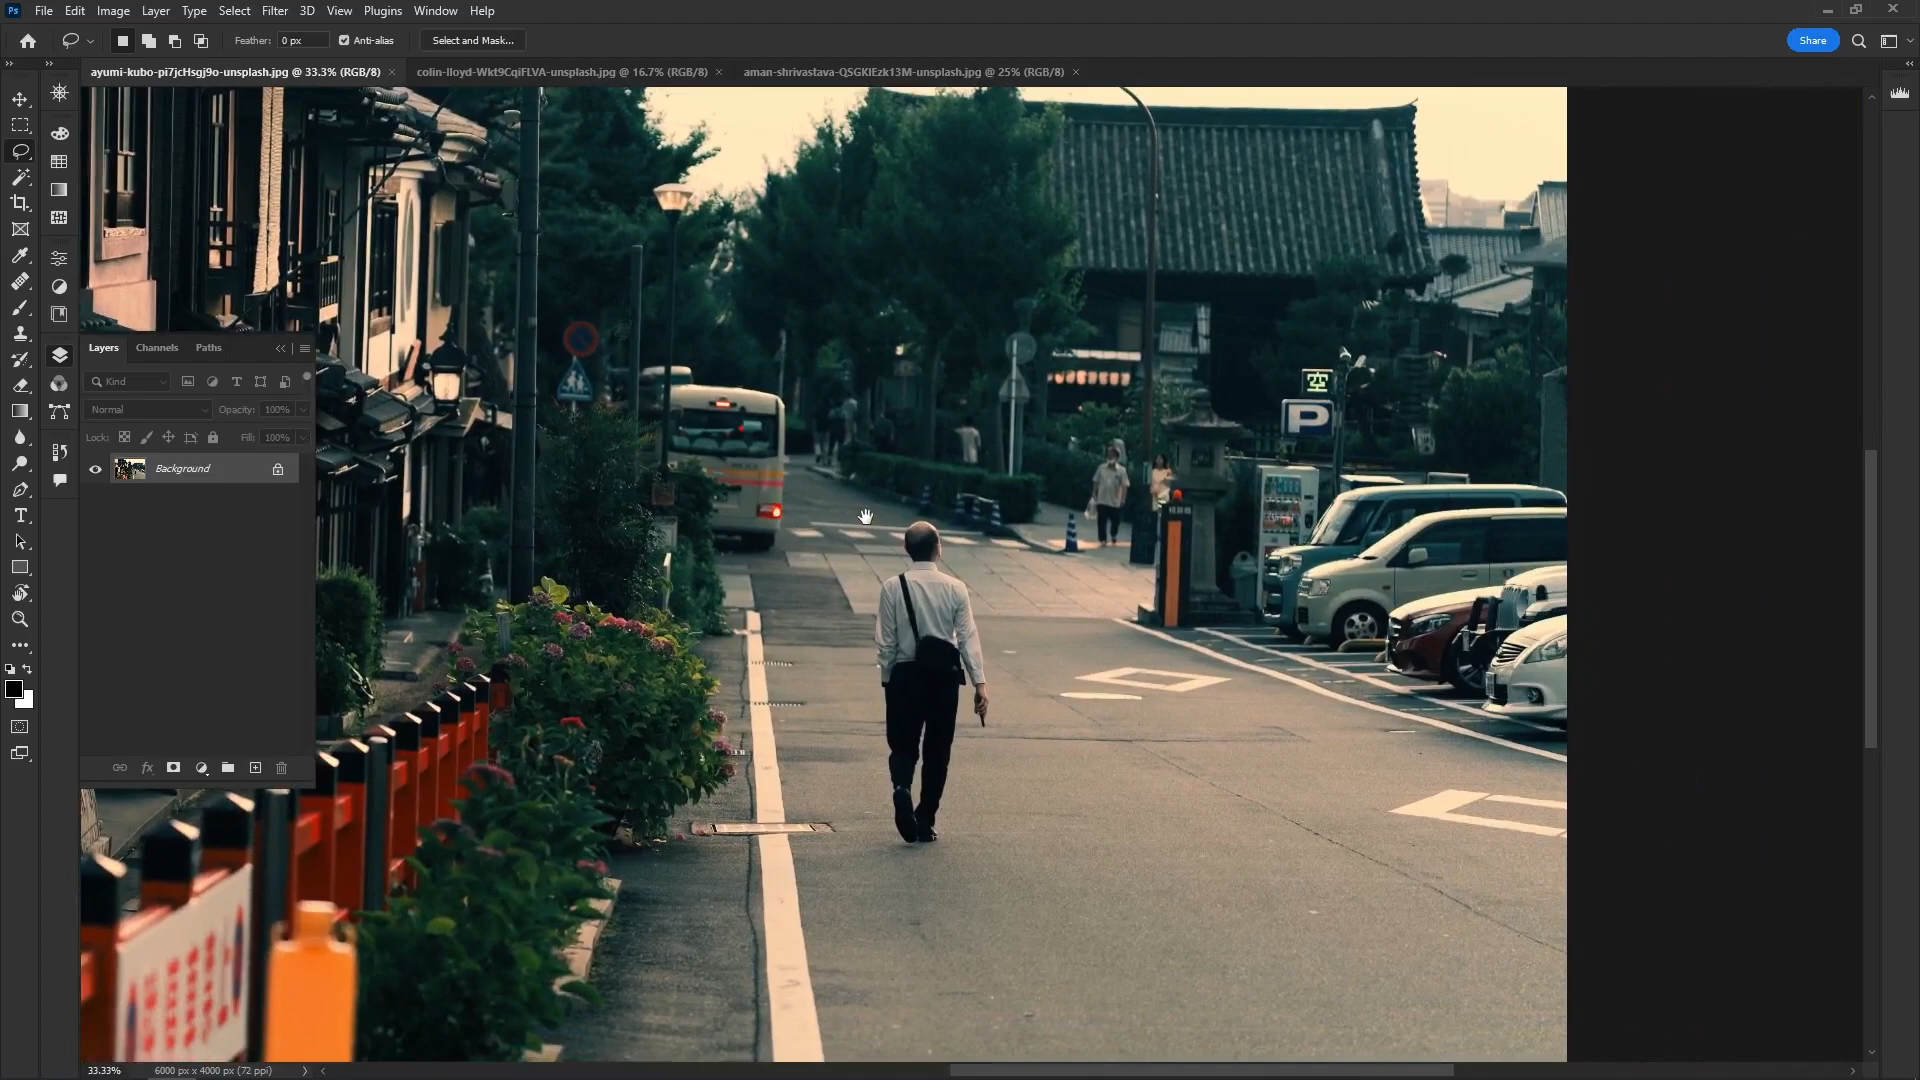 Ps File Edit Image Layer Type Select Filter 3D View Plugins Window Help
Feather: 0 px Anti-alias Select and Mask... Share
ayumi-kubo-pi7jcHsgj9o-unsplash.jpg @ 33.3% (RGB/8) × colin-lloyd-Wkt9CqiFLVA-unsplash.jpg @ 16.7% (RGB/8) × aman-shrivastava-QSGKlEzk13M-unsplash.jpg @ 25% (RGB/8) ×
Layers Channels Paths
Kind
Normal Opacity: 100%
Lock: Fill: 100%
Background
空
P
33.33% 6000 px x 4000 px (72 ppi)